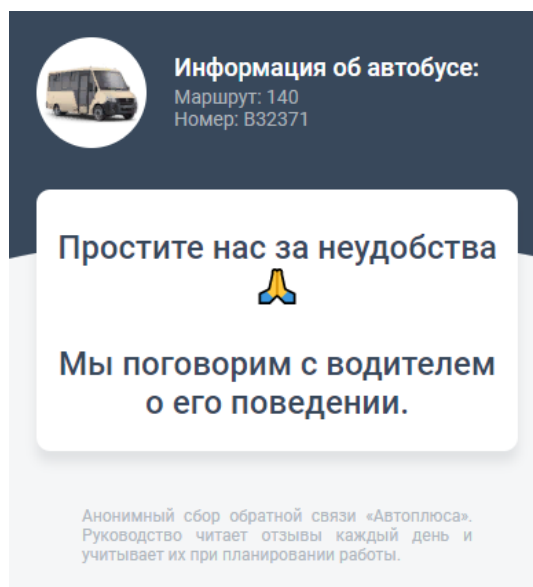 Информация об автобусе:
Маршрут: 140
Номер: В32371
Простите нас за неудобства
🙏
Мы поговорим с водителем
о его поведении.
Анонимный сбор обратной связи «Автоплюса».
Руководство читает отзывы каждый день и
учитывает их при планировании работы.